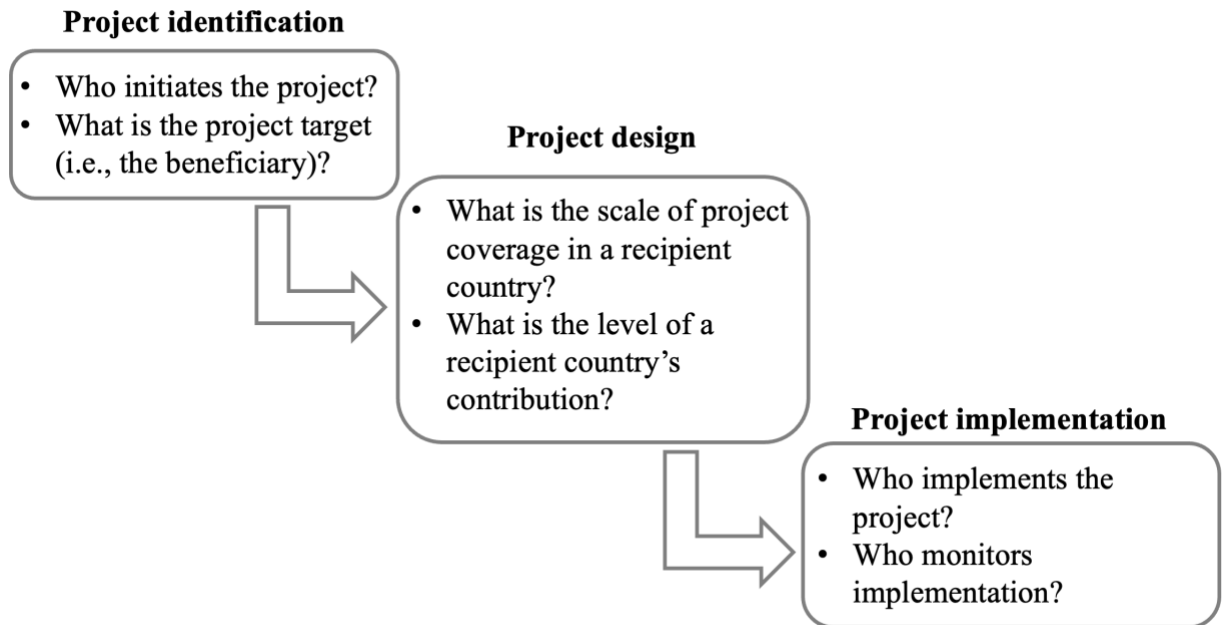 Project identification
• Who initiates the project?
• What is the project target
(i.e., the beneficiary)?
Project design
• What is the scale of project
coverage in a recipient
country?
• What is the level of a
recipient country’s
contribution?
Project implementation
• Who implements the
project?
• Who monitors
implementation?